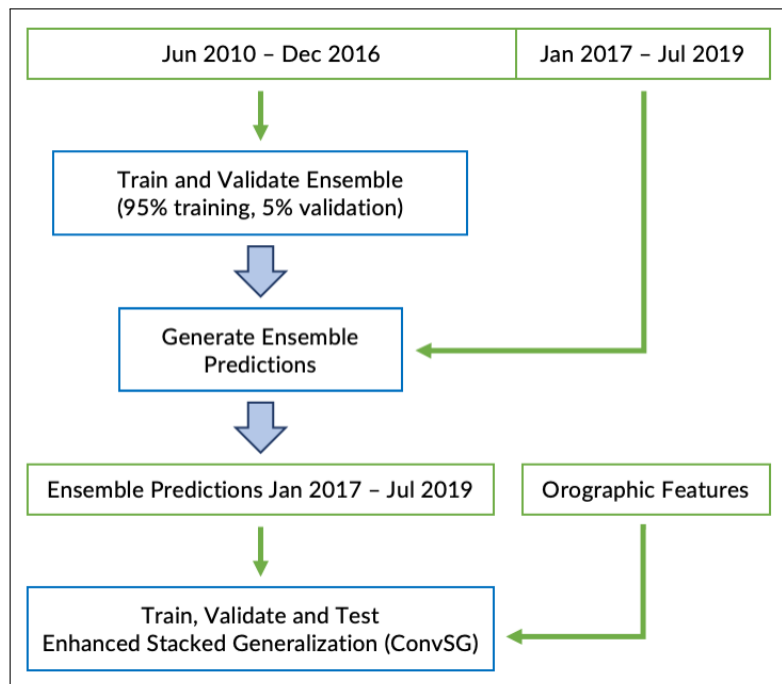 Jun 2010 – Dec 2016
Jan 2017 – Jul 2019
Train and Validate Ensemble
(95% training, 5% validation)
Generate Ensemble
Predictions
Ensemble Predictions Jan 2017 – Jul 2019
Orographic Features
Train, Validate and Test
Enhanced Stacked Generalization (ConvSG)